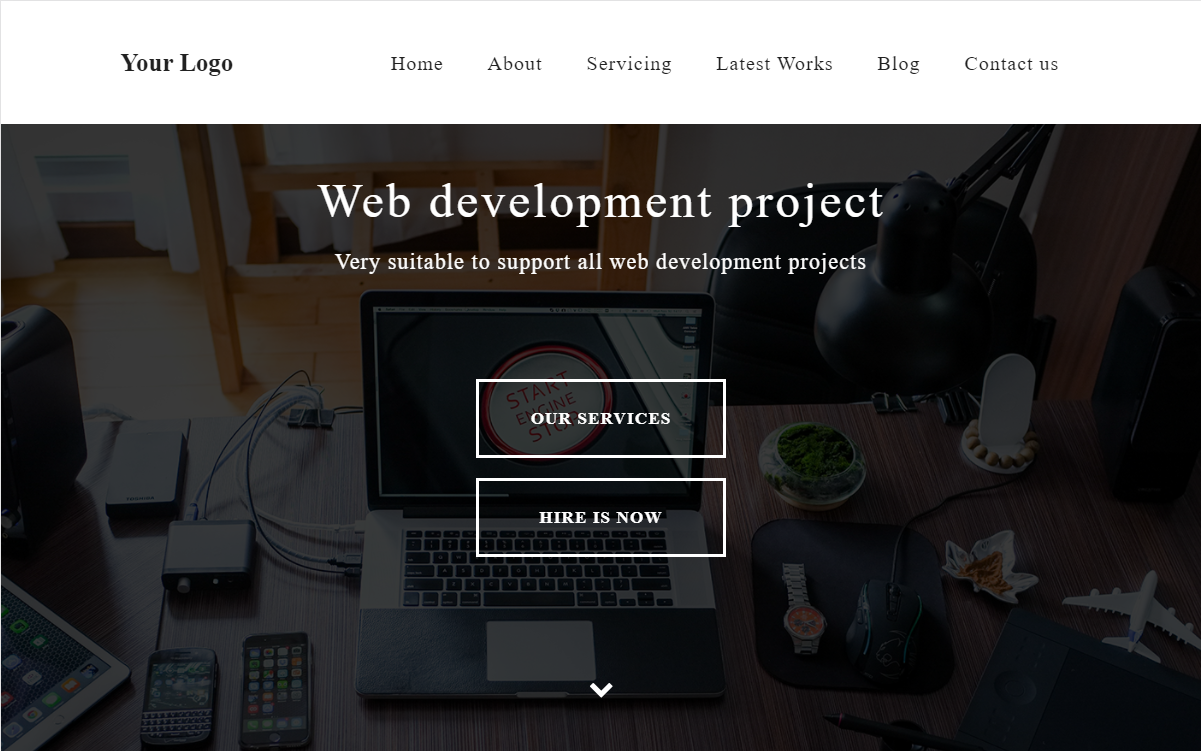 Your Logo
Home About Servicing Latest Works Blog Contact us
Web development project
Very suitable to support all web development projects
START
ENGINE
OUR SERVICES
HIRE IS NOW
TOSHIBA